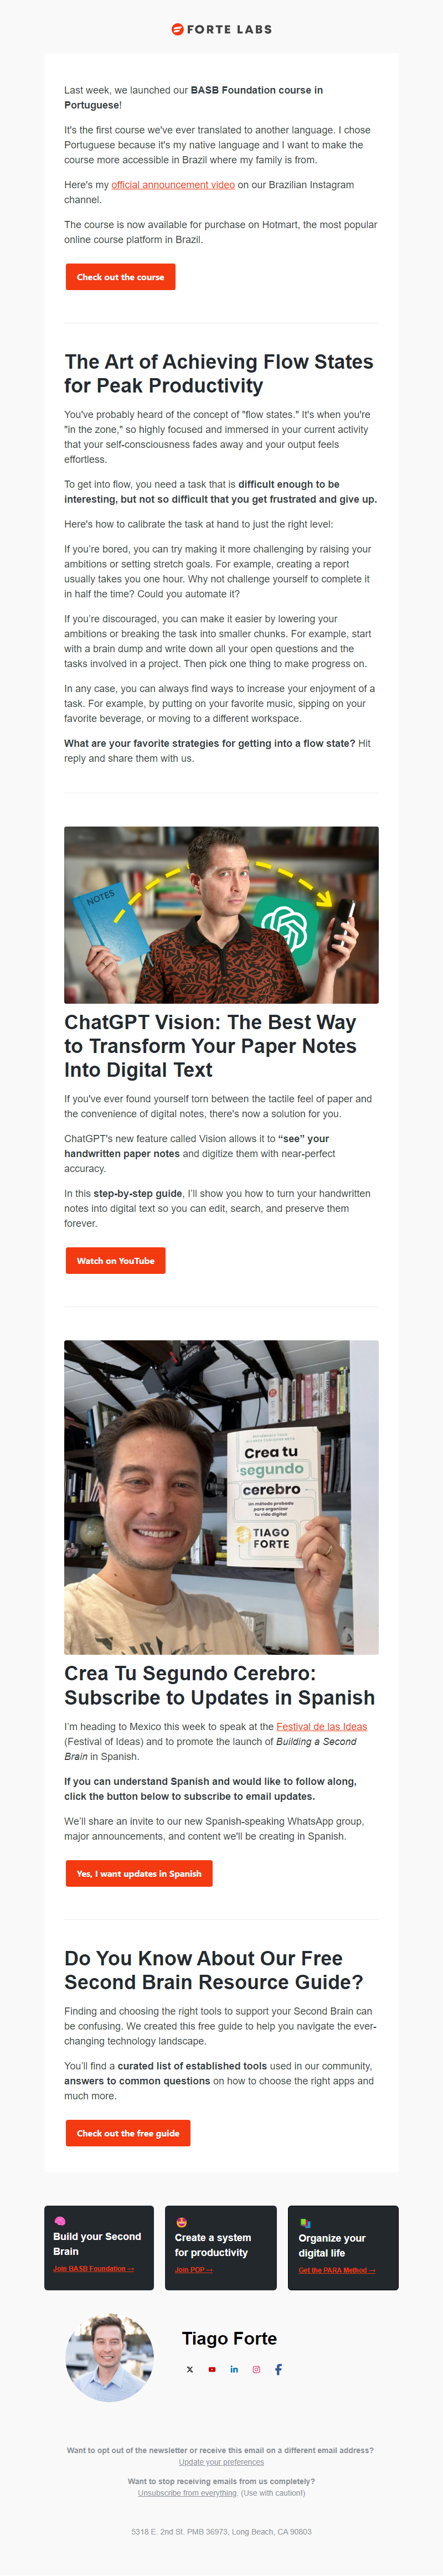 FORTE LABS
Last week, we launched our BASB Foundation course in
Portuguese!
It's the first course we've ever translated to another language. I chose
Portuguese because it's my native language and I want to make the
course more accessible in Brazil where my family is from.
Here's my official announcement video on our Brazilian Instagram
channel.
The course is now available for purchase on Hotmart, the most popular
online course platform in Brazil.
Check out the course
The Art of Achieving Flow States
for Peak Productivity
You've probably heard of the concept of "flow states." It's when you're
"in the zone," so highly focused and immersed in your current activity
that your self-consciousness fades away and your output feels
effortless.
To get into flow, you need a task that is difficult enough to be
interesting, but not so difficult that you get frustrated and give up.
Here's how to calibrate the task at hand to just the right level:
If you’re bored, you can try making it more challenging by raising your
ambitions or setting stretch goals. For example, creating a report
usually takes you one hour. Why not challenge yourself to complete it
in half the time? Could you automate it?
If you’re discouraged, you can make it easier by lowering your
ambitions or breaking the task into smaller chunks. For example, start
with a brain dump and write down all your open questions and the
tasks involved in a project. Then pick one thing to make progress on.
In any case, you can always find ways to increase your enjoyment of a
task. For example, by putting on your favorite music, sipping on your
favorite beverage, or moving to a different workspace.
What are your favorite strategies for getting into a flow state? Hit
reply and share them with us.
NOTES
ChatGPT Vision: The Best Way
to Transform Your Paper Notes
Into Digital Text
If you've ever found yourself torn between the tactile feel of paper and
the convenience of digital notes, there's now a solution for you.
ChatGPT's new feature called Vision allows it to “see” your
handwritten paper notes and digitize them with near-perfect
accuracy.
In this step-by-step guide, I’ll show you how to turn your handwritten
notes into digital text so you can edit, search, and preserve them
forever.
Watch on YouTube
Crea tu
segundo
cerebro
Un método probado
para organizar
tu vida digital
TIAGO
FORTE
Crea Tu Segundo Cerebro:
Subscribe to Updates in Spanish
I’m heading to Mexico this week to speak at the Festival de las Ideas
(Festival of Ideas) and to promote the launch of Building a Second
Brain in Spanish.
If you can understand Spanish and would like to follow along,
click the button below to subscribe to email updates.
We’ll share an invite to our new Spanish-speaking WhatsApp group,
major announcements, and content we'll be creating in Spanish.
Yes, I want updates in Spanish
Do You Know About Our Free
Second Brain Resource Guide?
Finding and choosing the right tools to support your Second Brain can
be confusing. We created this free guide to help you navigate the ever-
changing technology landscape.
You’ll find a curated list of established tools used in our community,
answers to common questions on how to choose the right apps and
much more.
Check out the free guide
Build your Second
Brain
Join BASB Foundation →
Create a system
for productivity
Join POP →
Organize your
digital life
Get the PARA Method →
Tiago Forte
Want to opt out of the newsletter or receive this email on a different email address?
Update your preferences
Want to stop receiving emails from us completely?
Unsubscribe from everything. (Use with caution!)
5318 E. 2nd St. PMB 36973, Long Beach, CA 90803